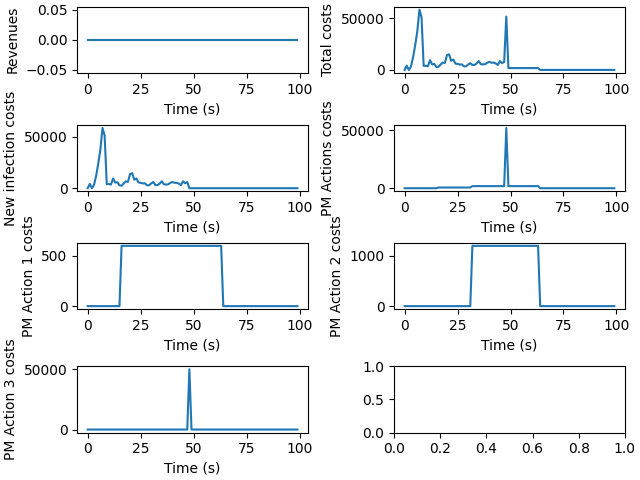 Revenues
0.05
0.00
−0.05
0 25 50 75 100
Time (s)
Total costs
50000
0
0 25 50 75 100
Time (s)
New infection costs
50000
0
0 25 50 75 100
Time (s)
PM Actions costs
50000
0
0 25 50 75 100
Time (s)
PM Action 1 costs
500
0
0 25 50 75 100
Time (s)
PM Action 2 costs
1000
0
0 25 50 75 100
Time (s)
PM Action 3 costs
50000
0
0 25 50 75 100
Time (s)
1.0
0.5
0.0
0.0 0.2 0.4 0.6 0.8 1.0